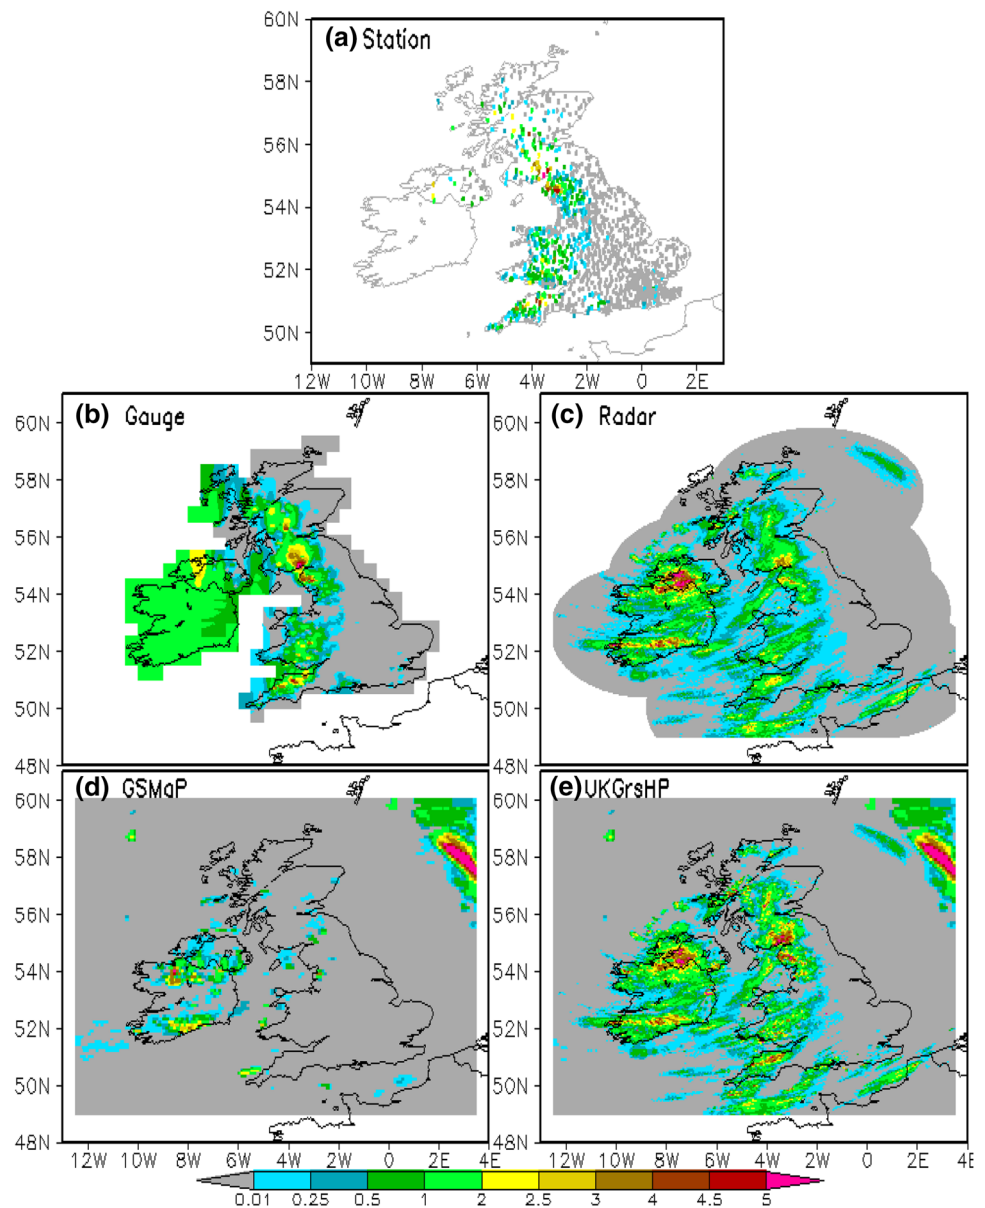 (a) Station
60N
58N
56N
54N
52N
50N
12W 10W 8W 6W 4W 2W 0 2E
(b) Gauge
(c) Radar
60N
58N
56N
54N
52N
50N
48N
60N
58N
56N
54N
52N
50N
48N
(d) GSMaP
(e) UKGrsHP
60N
58N
56N
54N
52N
50N
48N
60N
58N
56N
54N
52N
50N
48N
12W 10W 8W 6W 4W 2W 0 2E 4E
10W 8W 6W 4W 2W 0 2E 4E
0.01 0.25 0.5 1 2 2.5 3 4 4.5 5